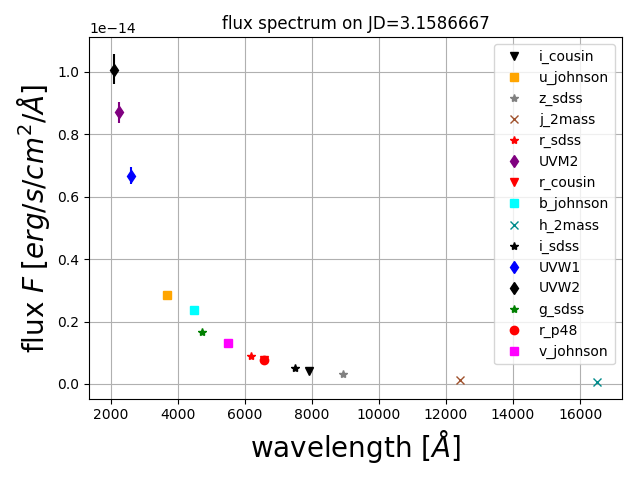 flux spectrum on JD=3.1586667
1e−14
flux F [erg/s/cm²/Å]
1.0
0.8
0.6
0.4
0.2
0.0
i_cousin
u_johnson
z_sdss
j_2mass
r_sdss
UVM2
r_cousin
b_johnson
h_2mass
i_sdss
UVW1
UVW2
g_sdss
r_p48
v_johnson
2000 4000 6000 8000 10000 12000 14000 16000
wavelength [Å]